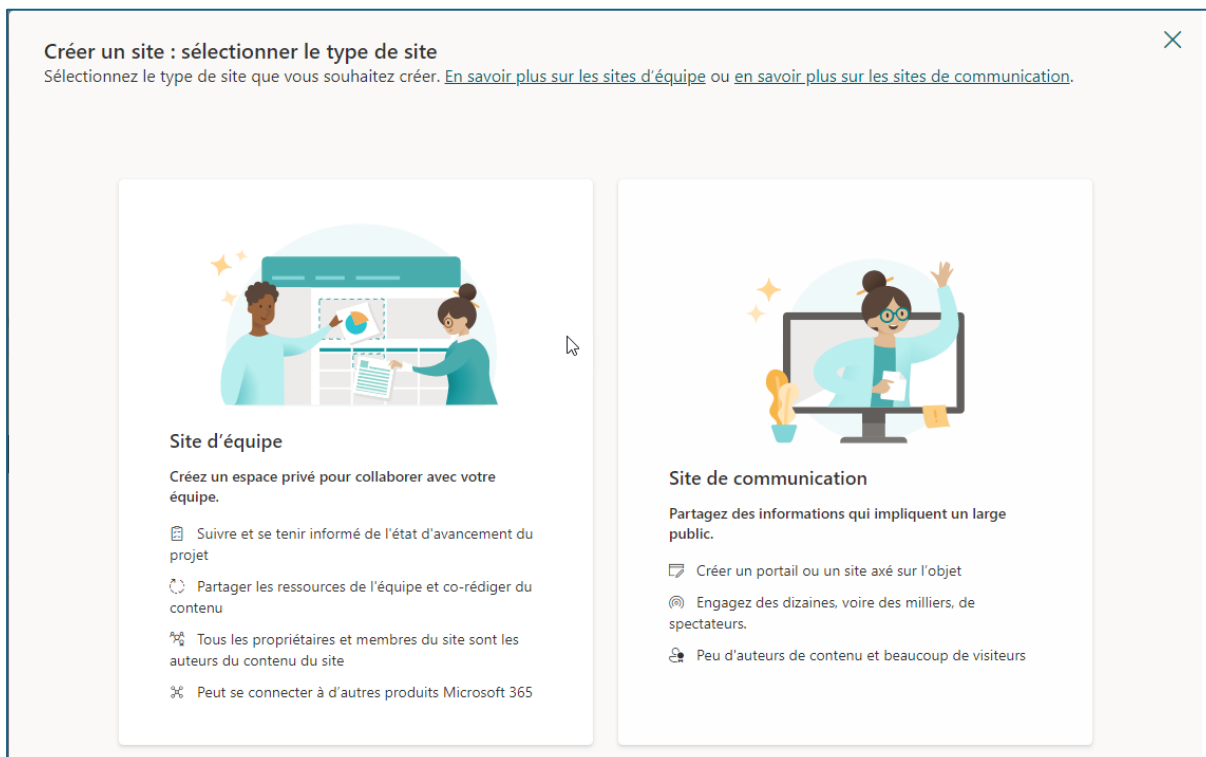 Créer un site : sélectionner le type de site
Sélectionnez le type de site que vous souhaitez créer. En savoir plus sur les sites d'équipe ou en savoir plus sur les sites de communication.
Site d'équipe
Créez un espace privé pour collaborer avec votre
équipe.
Suivre et se tenir informé de l'état d'avancement du
projet
Partager les ressources de l'équipe et co-rédiger du
contenu
Tous les propriétaires et membres du site sont les
auteurs du contenu du site
Peut se connecter à d'autres produits Microsoft 365
Site de communication
Partagez des informations qui impliquent un large
public.
Créer un portail ou un site axé sur l'objet
Engagez des dizaines, voire des milliers, de
spectateurs.
Peu d'auteurs de contenu et beaucoup de visiteurs